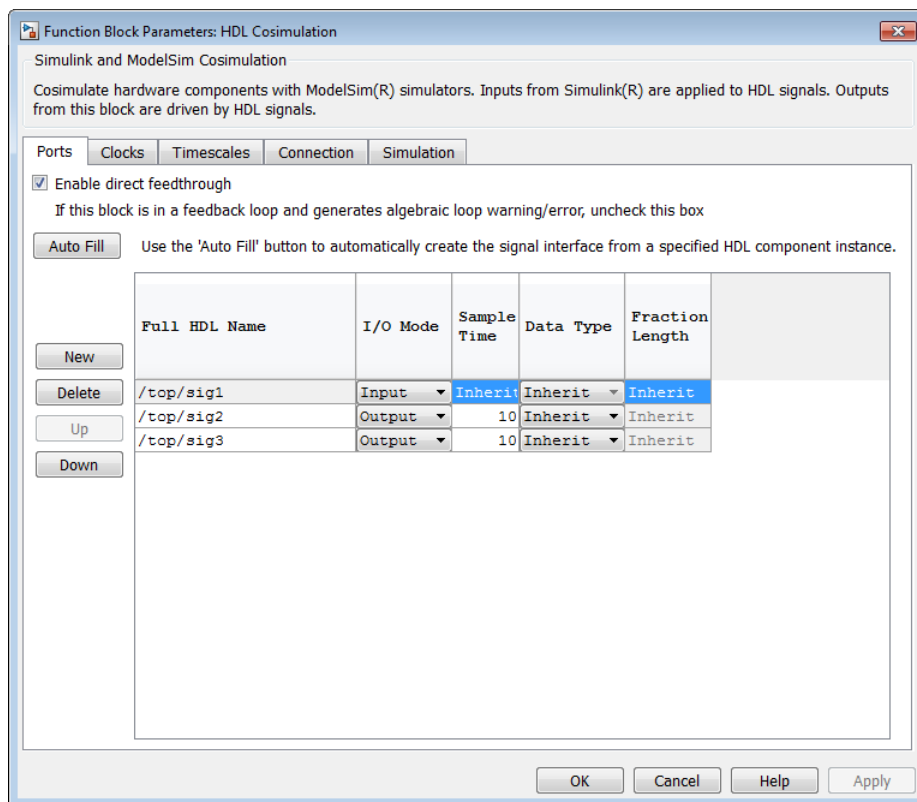 Function Block Parameters: HDL Cosimulation
Simulink and ModelSim Cosimulation
Cosimulate hardware components with ModelSim(R) simulators. Inputs from Simulink(R) are applied to HDL signals. Outputs
from this block are driven by HDL signals.
Ports Clocks Timescales Connection Simulation
Enable direct feedthrough
If this block is in a feedback loop and generates algebraic loop warning/error, uncheck this box
Auto Fill Use the 'Auto Fill' button to automatically create the signal interface from a specified HDL component instance.
Full HDL Name I/O Mode Sample Time Data Type Fraction Length
New
Delete /top/sig1 Input Inherit Inherit Inherit
/top/sig2 Output 10 Inherit Inherit
Up
/top/sig3 Output 10 Inherit Inherit
Down
OK Cancel Help Apply